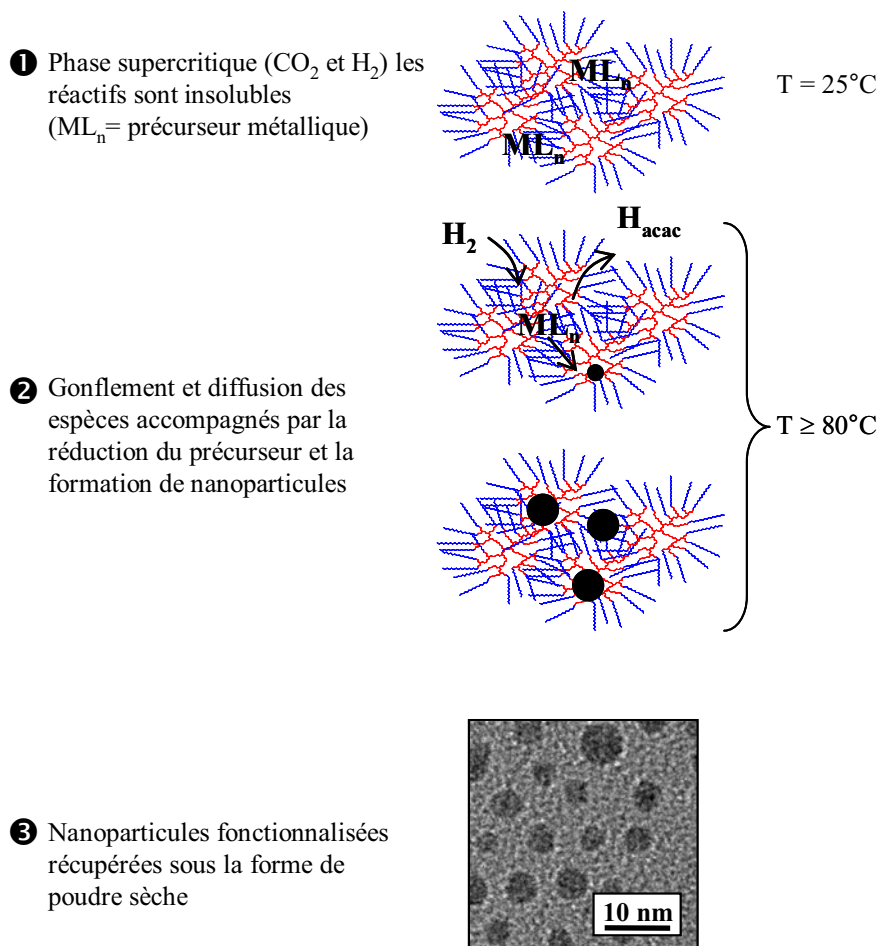 ❶ Phase supercritique (CO₂ et H₂) les
réactifs sont insolubles
(MLₙ= précurseur métallique)
MLₙ
MLₙ
T = 25°C
H₂
Hacac
MLₙ
❷ Gonflement et diffusion des
espèces accompagnés par la
réduction du précurseur et la
formation de nanoparticules
T ≥ 80°C
❸ Nanoparticules fonctionnalisées
récupérées sous la forme de
poudre sèche
10 nm